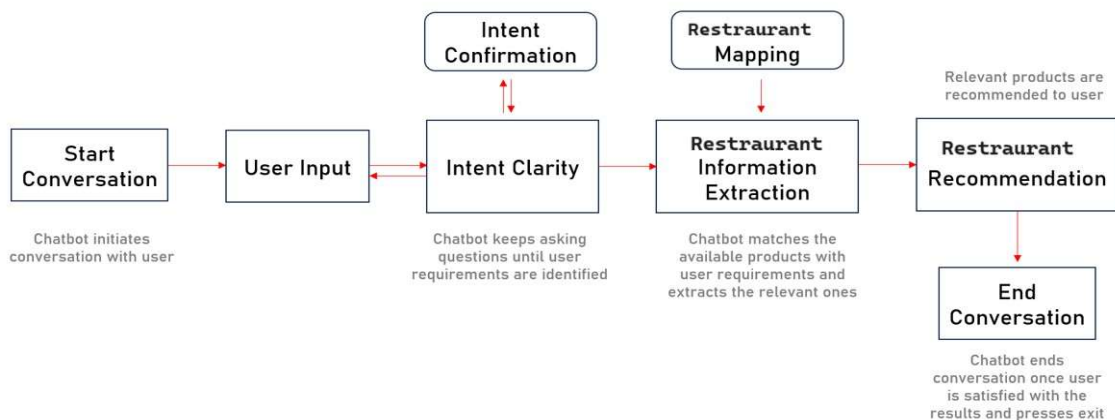 Intent
Confirmation
Restraurant
Mapping
Relevant products are
recommended to user
Start
Conversation
User Input
Intent Clarity
Restraurant
Information
Extraction
Restraurant
Recommendation
Chatbot initiates
conversation with user
Chatbot keeps asking
questions until user
requirements are identified
Chatbot matches the
available products with
user requirements and
extracts the relevant ones
End
Conversation
Chatbot ends
conversation once user
is satisfied with the
results and presses exit